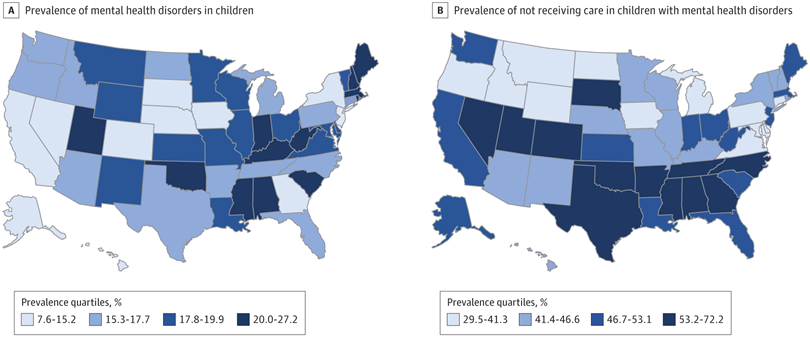 A Prevalence of mental health disorders in children
Prevalence quartiles, %
7.6-15.2 15.3-17.7 17.8-19.9 20.0-27.2
B Prevalence of not receiving care in children with mental health disorders
Prevalence quartiles, %
29.5-41.3 41.4-46.6 46.7-53.1 53.2-72.2